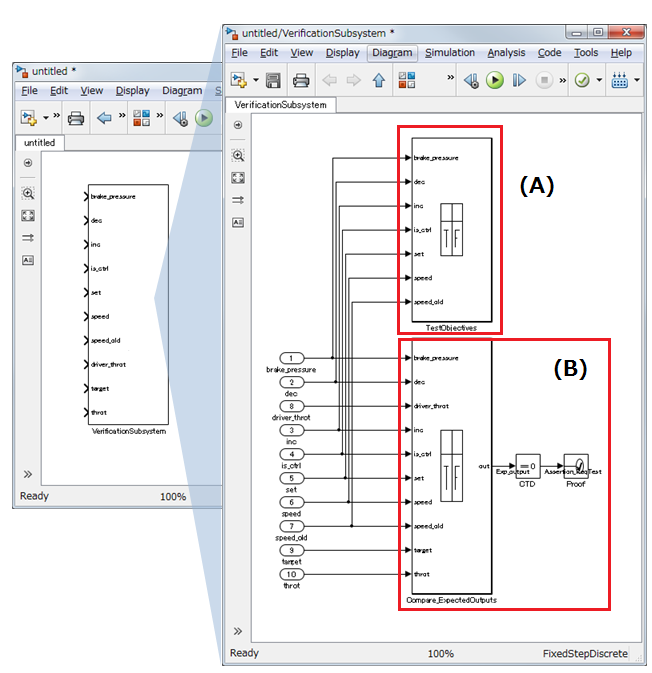 untitled *
File Edit View Display Diagram S
»
»
»
untitled
brake_pressure
dec
inc
is_ctrl
set
speed
speed_old
driver_throt
target
throt
VerificationSubsystem
»
Ready 100%
untitled/VerificationSubsystem *
File Edit View Display Diagram Simulation Analysis Code Tools Help
»
»
VerificationSubsystem
brake_pressure
dec
inc
is_ctrl
set
speed
speed_old
T F
TestObjectives
(A)
1
brake_pressure
2
dec
8
driver_throt
3
inc
4
is_ctrl
5
set
6
speed
7
speed_old
9
target
10
throt
brake_pressure
dec
driver_throt
inc
is_ctrl
set
speed
speed_old
target
throt
T F
out
Compare_ExpectedOutputs
(B)
Exp_output
== 0
CTD
Assertion_ReqTest
Proof
»
Ready 100% FixedStepDiscrete